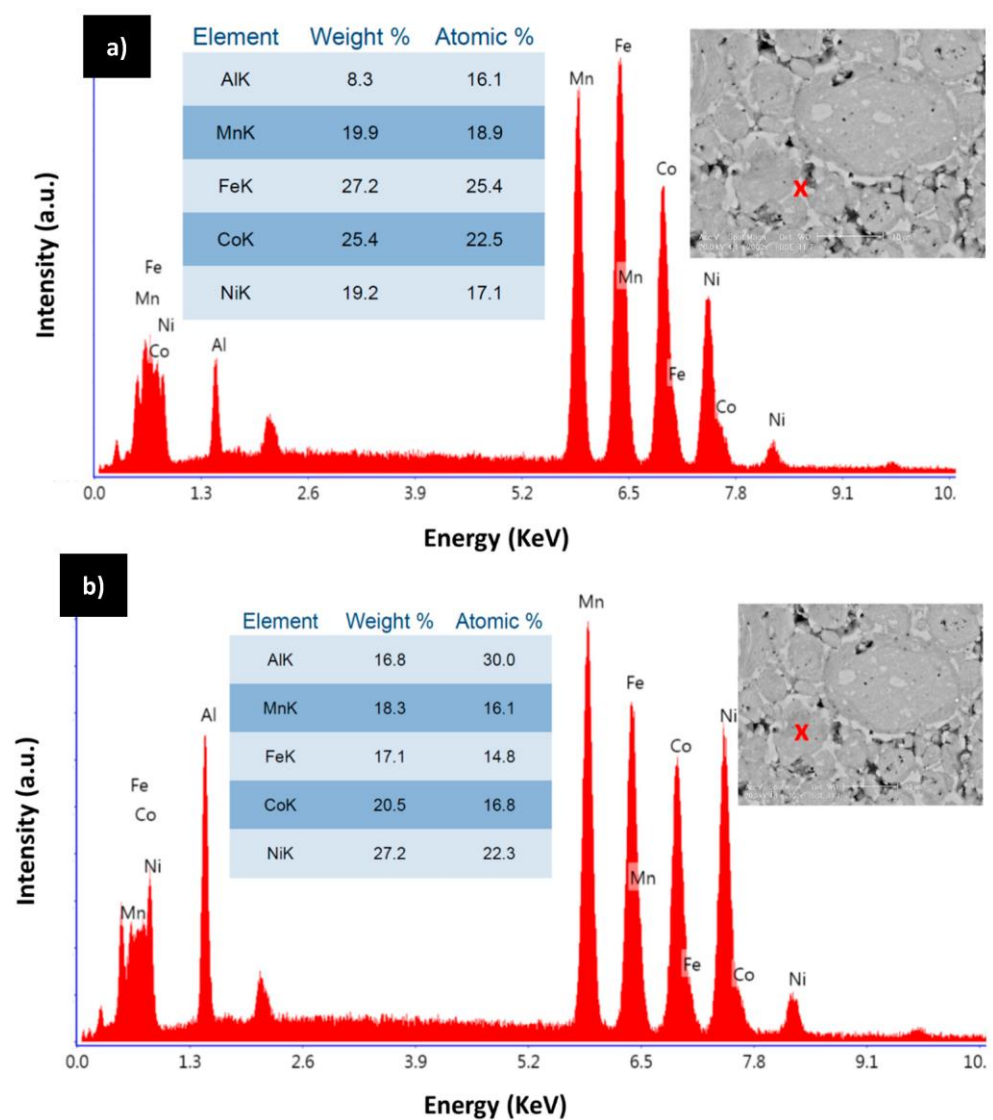 a)
Element Weight % Atomic %
AlK 8.3 16.1
MnK 19.9 18.9
FeK 27.2 25.4
CoK 25.4 22.5
NiK 19.2 17.1
Fe
Mn
Co
Mn
Ni
Fe
Co
Ni
Fe
Mn
Ni
Co
Al
X
Intensity (a.u.)
0.0 1.3 2.6 3.9 5.2 6.5 7.8 9.1 10.
Energy (KeV)
b)
Element Weight % Atomic %
AlK 16.8 30.0
MnK 18.3 16.1
FeK 17.1 14.8
CoK 20.5 16.8
NiK 27.2 22.3
Mn
Fe
Ni
Co
Mn
Fe
Co
Ni
Al
Fe
Co
Ni
Mn
X
Intensity (a.u.)
0.0 1.3 2.6 3.9 5.2 6.5 7.8 9.1 10.
Energy (KeV)